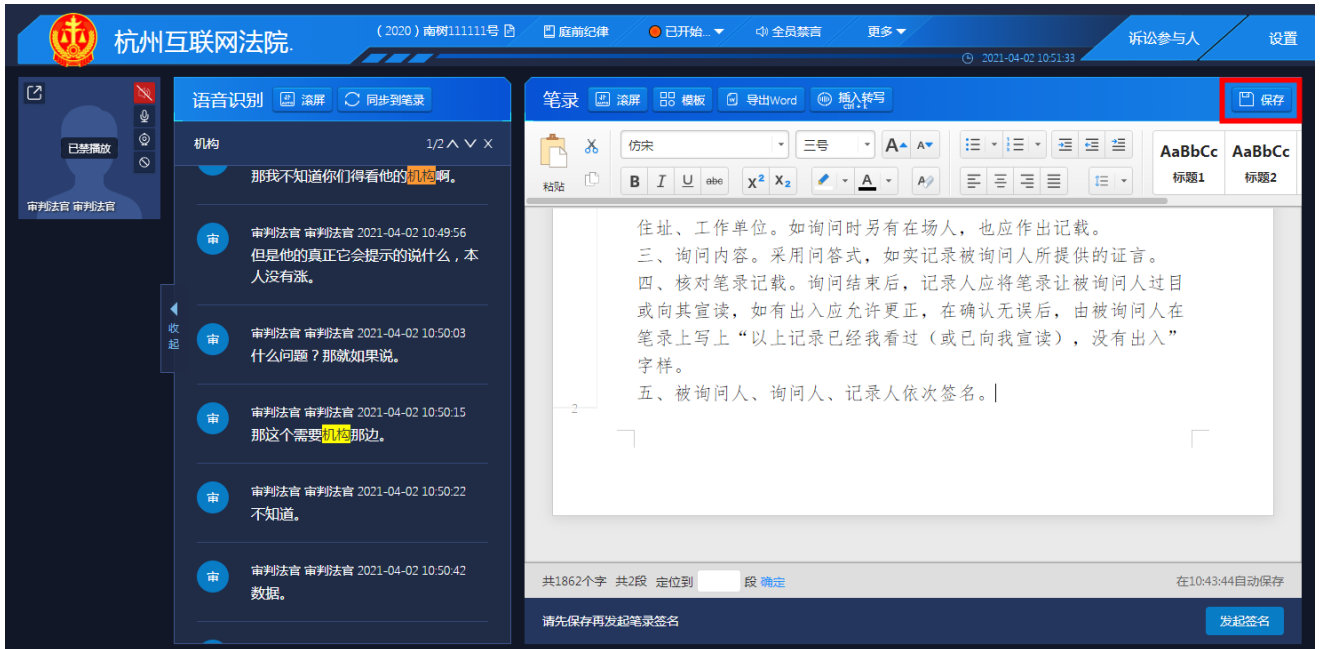 杭州互联网法院.
（2020）南树111111号
庭前纪律
已开始...
全员禁言
更多
2021-04-02 10:51:33
诉讼参与人
设置
已禁播放
审判法官 审判法官
收起
语音识别 滚屏 同步到笔录
机构 1/2 X
那我不知道你们得看他的机构啊。
审 审判法官 审判法官 2021-04-02 10:49:56
但是他的真正它会提示的说什么，本
人没有涨。
审 审判法官 审判法官 2021-04-02 10:50:03
什么问题？那就如果说。
审 审判法官 审判法官 2021-04-02 10:50:15
那这个需要机构那边。
审 审判法官 审判法官 2021-04-02 10:50:22
不知道。
审 审判法官 审判法官 2021-04-02 10:50:42
数据。
笔录 滚屏 模板 导出Word 插入转写 ctrl + t 保存
粘贴 仿宋 三号 A A AaBbCc AaBbCc
B I U abc X² X₂ A 标题1 标题2
住址、工作单位。如询问时另有在场人，也应作出记载。
三、询问内容。采用问答式，如实记录被询问人所提供的证言。
四、核对笔录记载。询问结束后，记录人应将笔录让被询问人过目
或向其宣读，如有出入应允许更正，在确认无误后，由被询问人在
笔录上写上“以上记录已经我看过（或已向我宣读），没有出入”
字样。
五、被询问人、询问人、记录人依次签名。
2
共1862个字 共2段 定位到 段 确定 在10:43:44自动保存
请先保存再发起笔录签名 发起签名